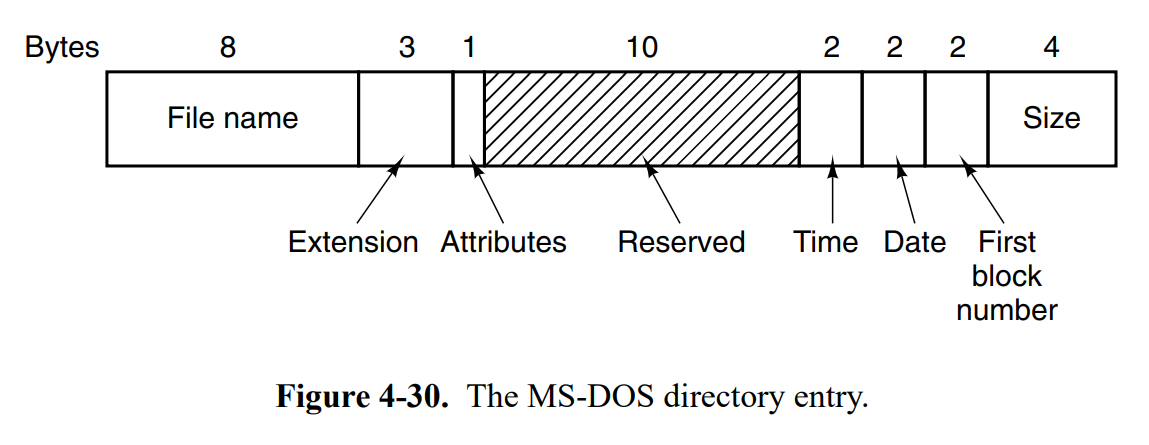 Bytes 8 3 1 10 2 2 2 4
File name Size
Extension Attributes Reserved Time Date First
block
number
Figure 4-30. The MS-DOS directory entry.